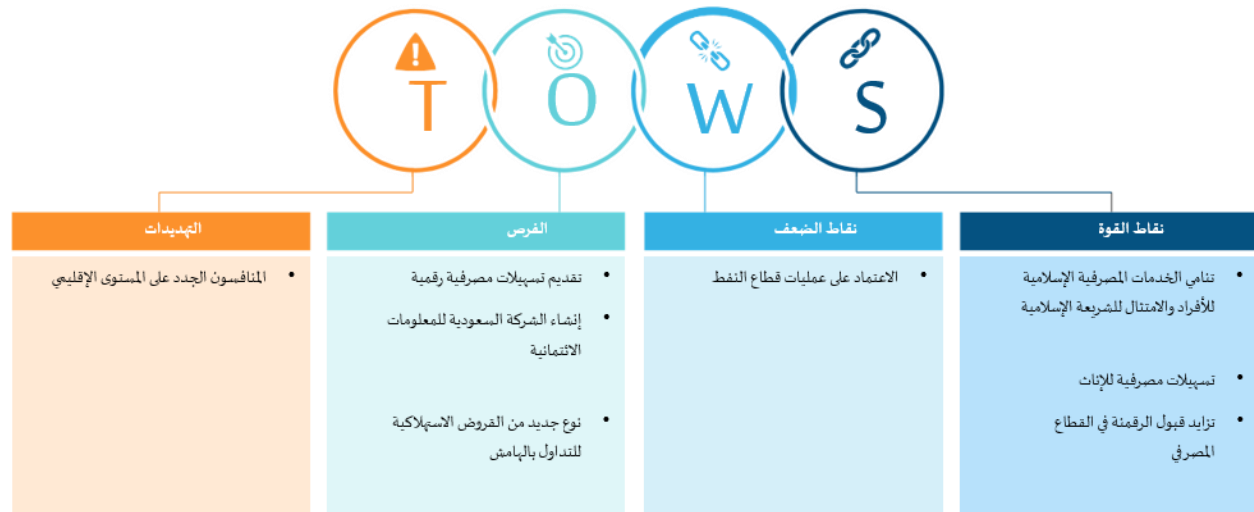 S
W
O
T
نقاط القوة
تنامي الخدمات المصرفية الإسلامية
للأفراد والامتثال للشريعة الإسلامية
تسهيلات مصرفية للإناث
تزايد قبول الرقمنة في القطاع
المصرفي
نقاط الضعف
الاعتماد على عمليات قطاع النفط
الفرص
تقديم تسهيلات مصرفية رقمية
إنشاء الشركة السعودية للمعلومات
الائتمانية
نوع جديد من القروض الاستهلاكية
للتداول بالهامش
التهديدات
المنافسون الجدد على المستوى الإقليمي